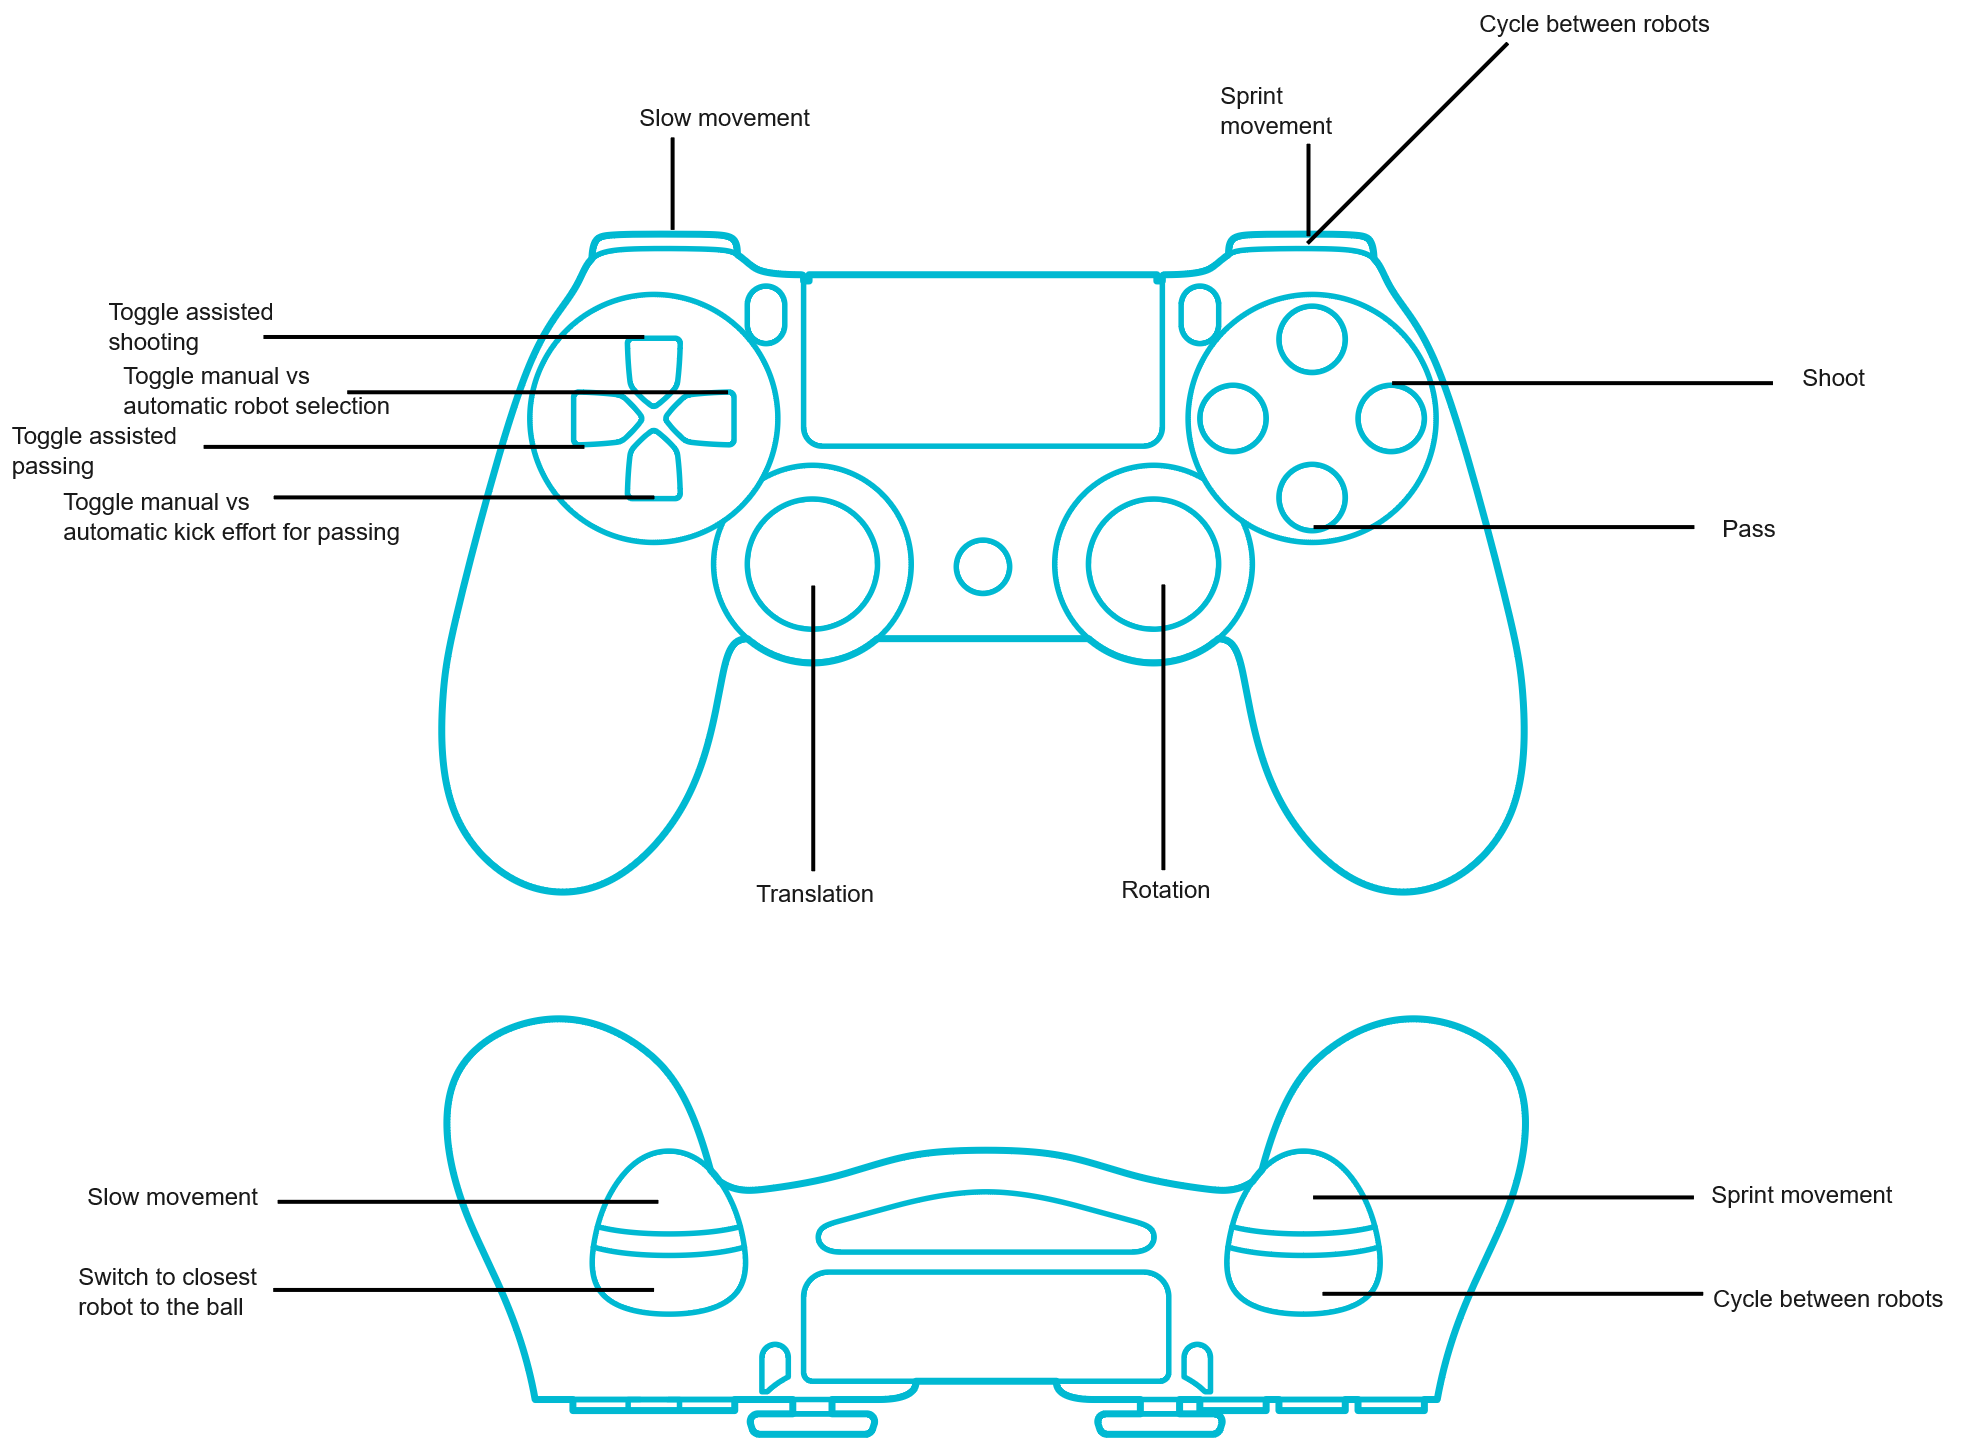 Cycle between robots
Sprint
movement
Slow movement
Toggle assisted
shooting
Toggle manual vs
automatic robot selection
Shoot
Toggle assisted
passing
Toggle manual vs
automatic kick effort for passing
Pass
Translation
Rotation
Slow movement
Sprint movement
Switch to closest
robot to the ball
Cycle between robots